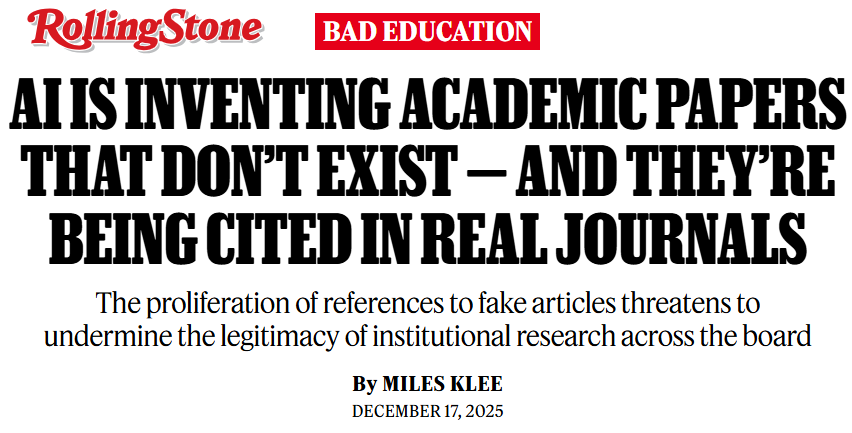 RollingStone
BAD EDUCATION
AI IS INVENTING ACADEMIC PAPERS
THAT DON’T EXIST — AND THEY’RE
BEING CITED IN REAL JOURNALS
The proliferation of references to fake articles threatens to
undermine the legitimacy of institutional research across the board
By MILES KLEE
DECEMBER 17, 2025